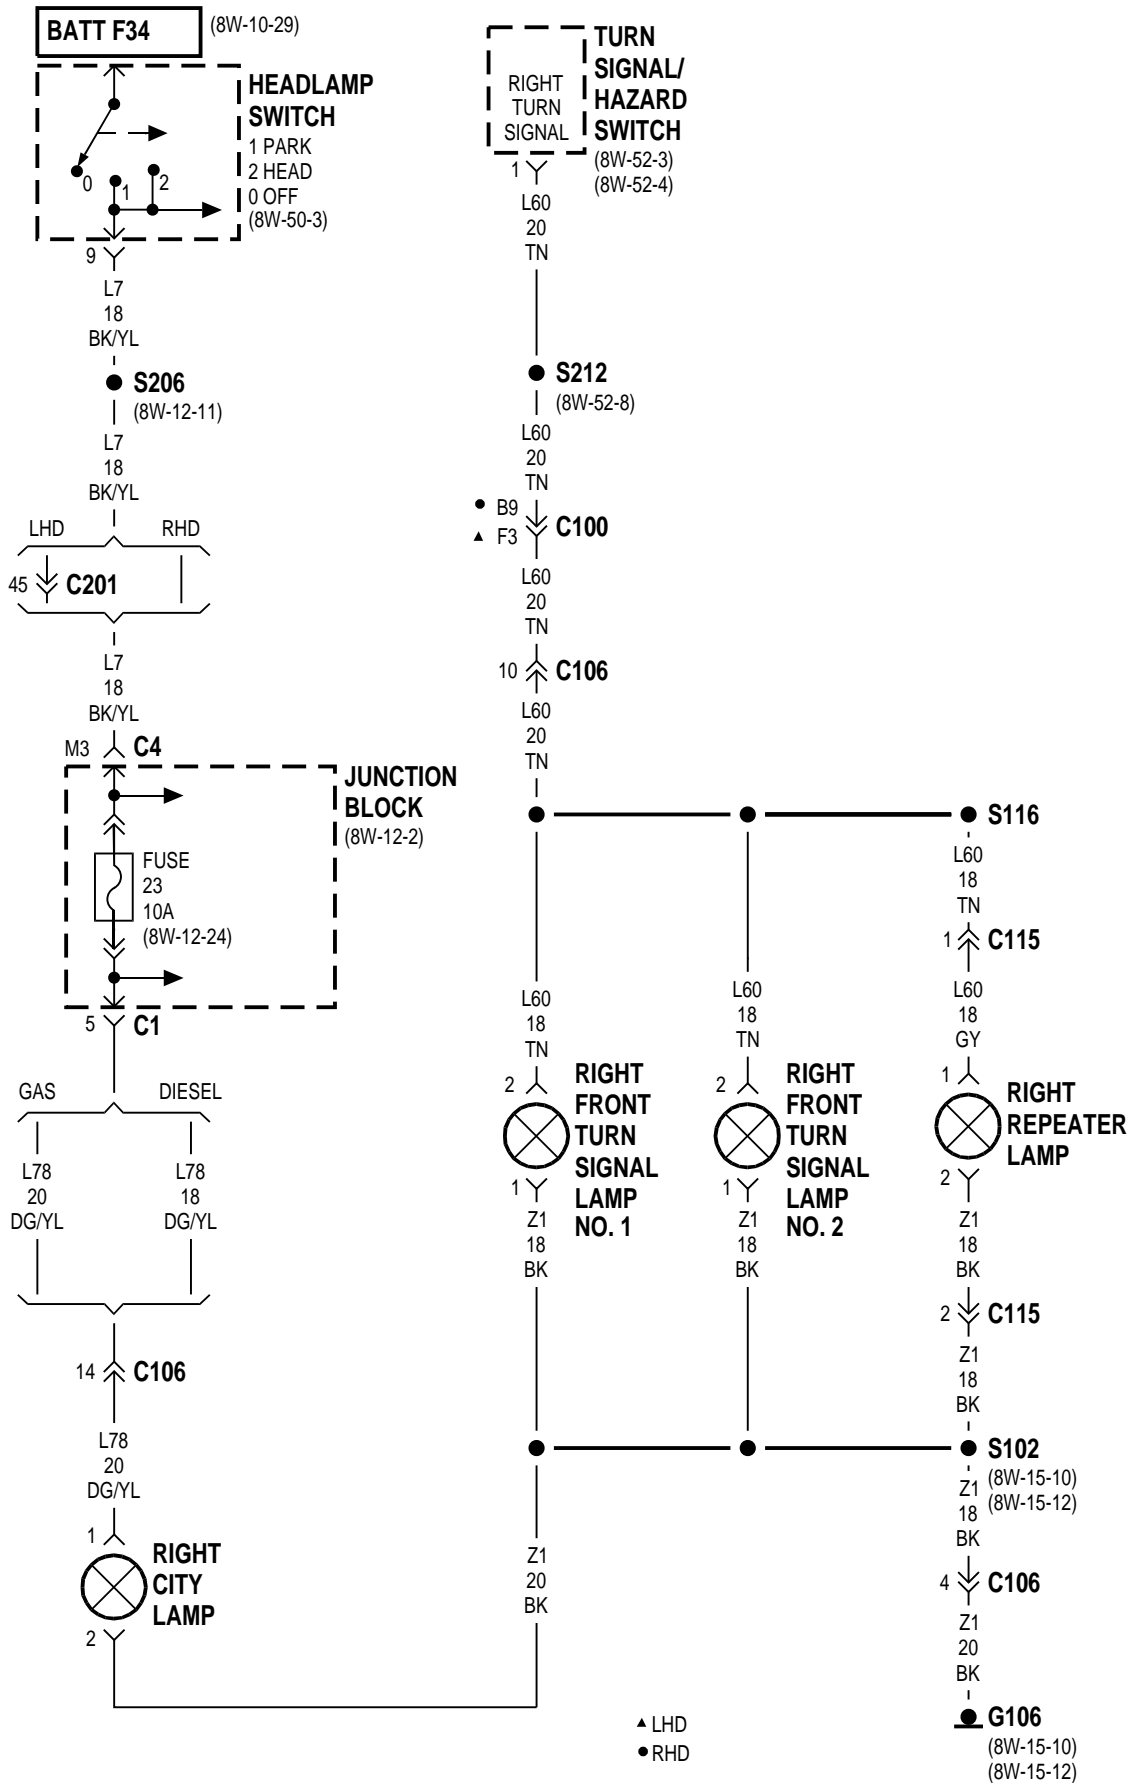 BATT F34
(8W-10-29)
HEADLAMP
SWITCH
1 PARK
2 HEAD
0 OFF
(8W-50-3)
0
1
2
9
L7
18
BK/YL
S206
(8W-12-11)
L7
18
BK/YL
LHD
RHD
45
C201
L7
18
BK/YL
M3
C4
JUNCTION
BLOCK
(8W-12-2)
FUSE
23
10A
(8W-12-24)
5
C1
GAS
DIESEL
L78
20
DG/YL
L78
18
DG/YL
14
C106
L78
20
DG/YL
1
RIGHT
CITY
LAMP
2
RIGHT
TURN
SIGNAL
TURN
SIGNAL/
HAZARD
SWITCH
(8W-52-3)
(8W-52-4)
1
L60
20
TN
S212
(8W-52-8)
L60
20
TN
● B9
▲ F3
C100
L60
20
TN
10
C106
L60
20
TN
S116
L60
18
TN
2
RIGHT
FRONT
TURN
SIGNAL
LAMP
NO. 1
1
Z1
18
BK
Z1
20
BK
L60
18
TN
2
RIGHT
FRONT
TURN
SIGNAL
LAMP
NO. 2
1
Z1
18
BK
L60
18
TN
1
C115
L60
18
GY
1
RIGHT
REPEATER
LAMP
2
Z1
18
BK
2
C115
Z1
18
BK
S102
(8W-15-10)
(8W-15-12)
Z1
18
BK
4
C106
Z1
20
BK
G106
(8W-15-10)
(8W-15-12)
▲ LHD
● RHD